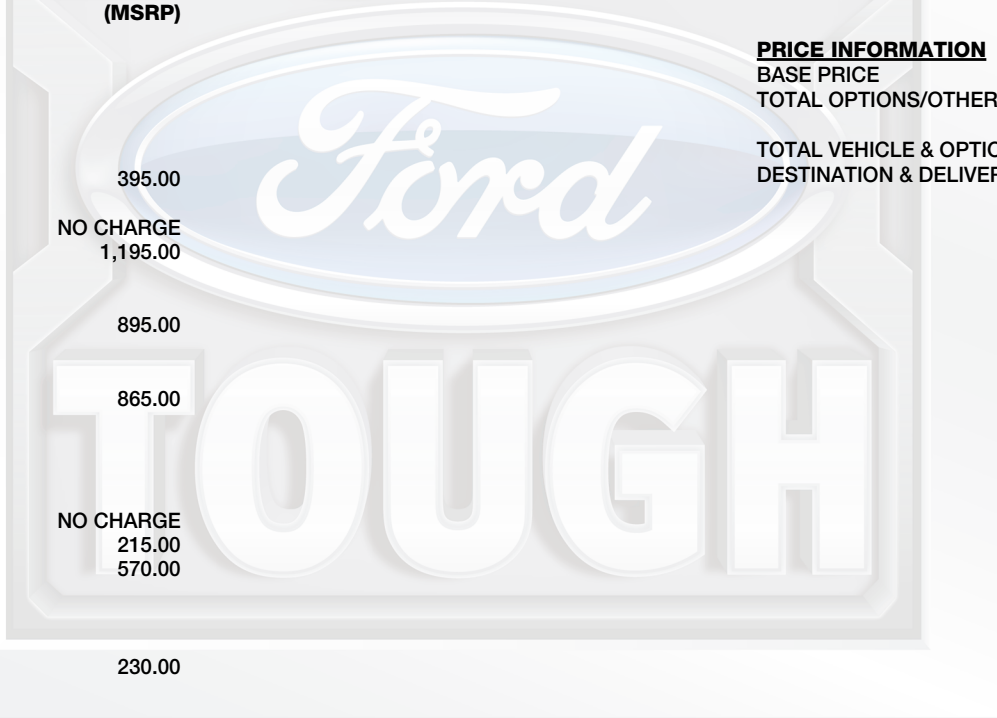 (MSRP)
395.00
NO CHARGE
1,195.00
895.00
865.00
NO CHARGE
215.00
570.00
230.00
PRICE INFORMATION
BASE PRICE
TOTAL OPTIONS/OTHER
TOTAL VEHICLE & OPTIO
DESTINATION & DELIVER
Ford
TOUGH